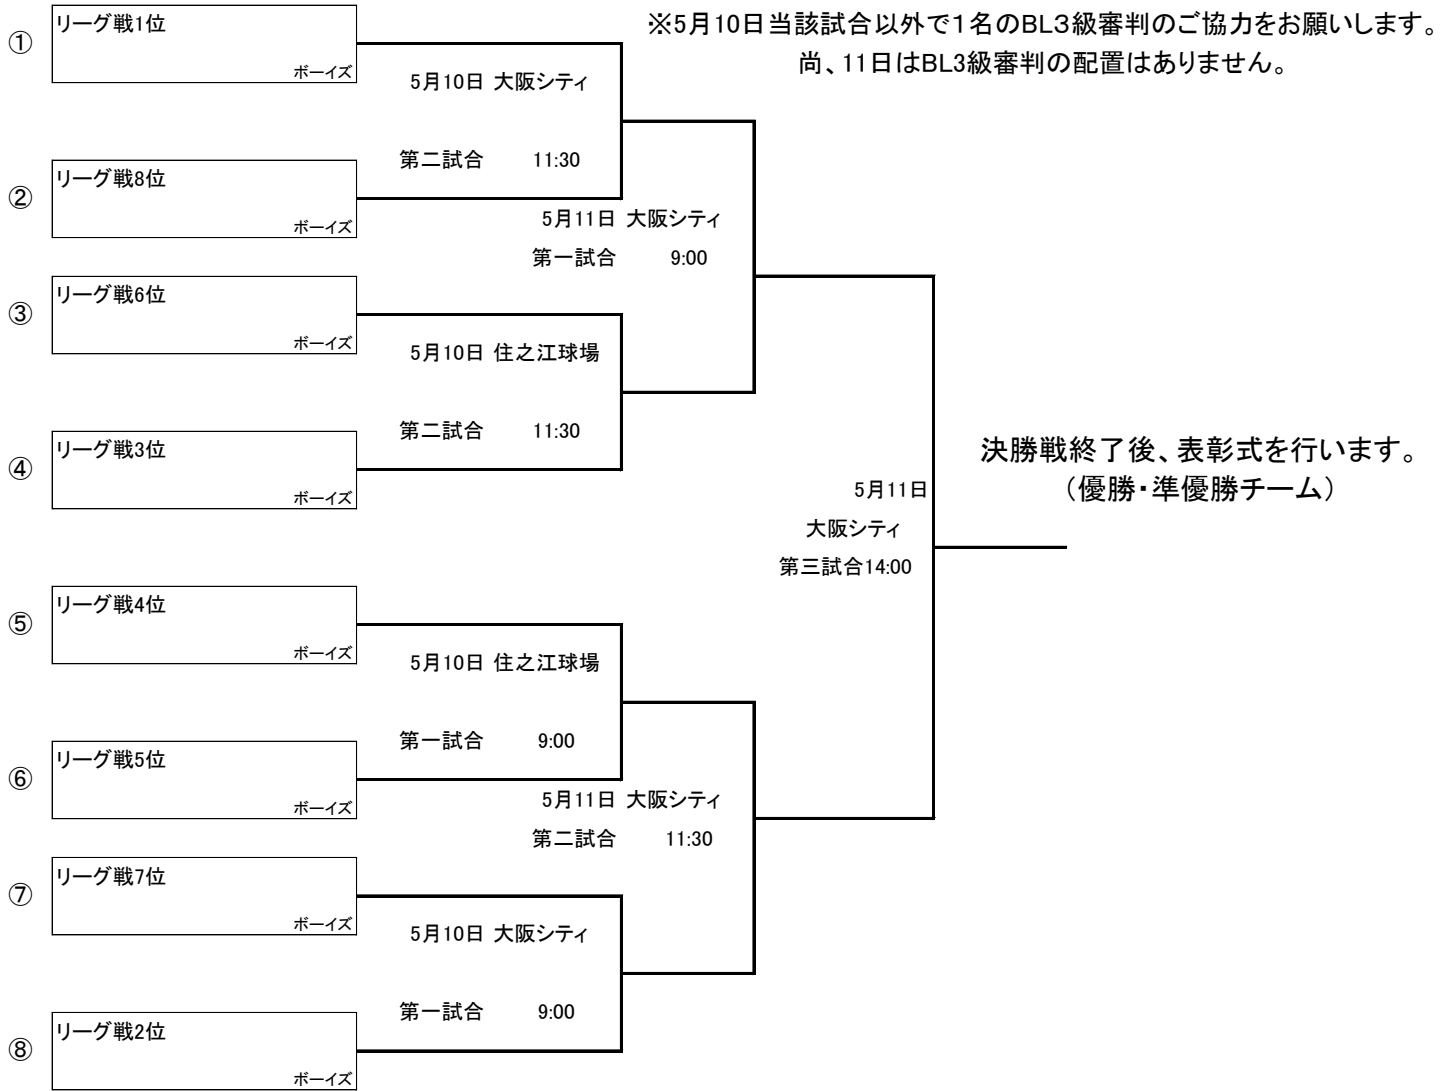 ※5月10日当該試合以外で１名のBL３級審判のご協力をお願いします。
尚、11日はBL3級審判の配置はありません。
①
リーグ戦1位
ボーイズ
5月10日 大阪シティ
第二試合 11:30
②
リーグ戦8位
ボーイズ
5月11日 大阪シティ
第一試合 9:00
③
リーグ戦6位
ボーイズ
5月10日 住之江球場
第二試合 11:30
④
リーグ戦3位
ボーイズ
決勝戦終了後、表彰式を行います。
（優勝・準優勝チーム）
5月11日
大阪シティ
第三試合14:00
⑤
リーグ戦4位
ボーイズ
5月10日 住之江球場
第一試合 9:00
⑥
リーグ戦5位
ボーイズ
5月11日 大阪シティ
第二試合 11:30
⑦
リーグ戦7位
ボーイズ
5月10日 大阪シティ
第一試合 9:00
⑧
リーグ戦2位
ボーイズ